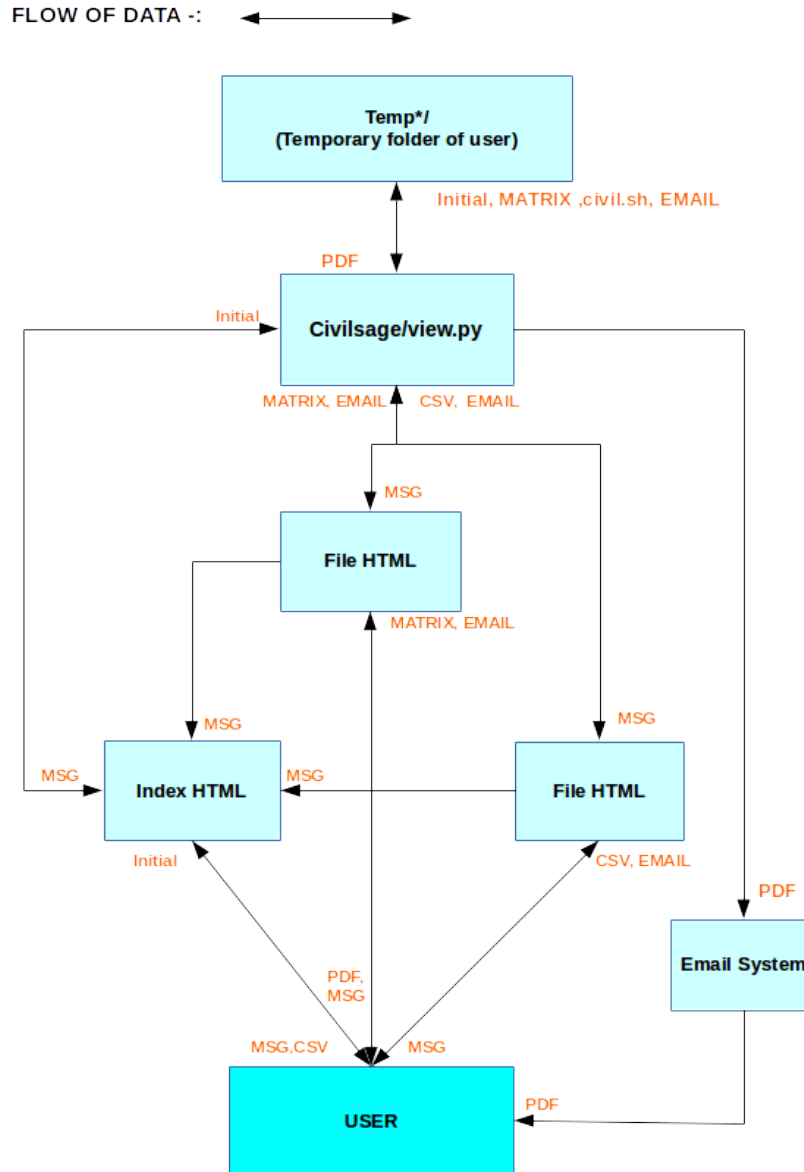 FLOW OF DATA -:
Temp*/
(Temporary folder of user)
Initial, MATRIX ,civil.sh, EMAIL
PDF
Initial
Civilsage/view.py
MATRIX, EMAIL
CSV, EMAIL
MSG
File HTML
MATRIX, EMAIL
MSG
MSG
MSG
Index HTML
MSG
File HTML
Initial
CSV, EMAIL
PDF
Email System
PDF,
MSG
MSG,CSV
MSG
USER
PDF